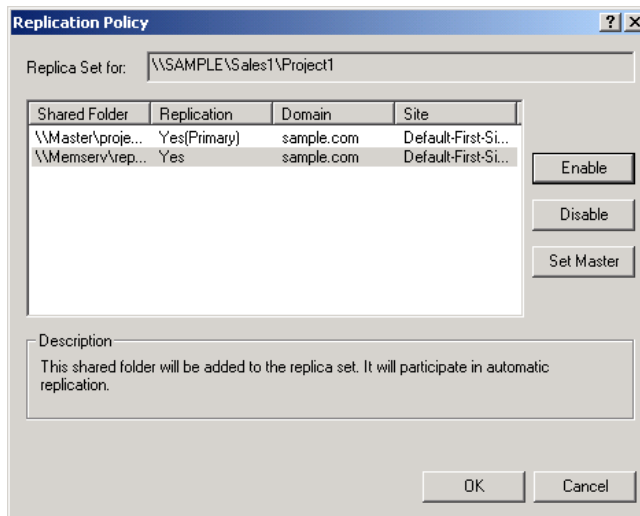 Replication Policy
Replica Set for: \\SAMPLE\Sales1\Project1
Shared Folder Replication Domain Site
\\Master\proje... Yes(Primary) sample.com Default-First-Si...
\\Memserv\rep... Yes sample.com Default-First-Si...
Enable
Disable
Set Master
Description
This shared folder will be added to the replica set. It will participate in automatic
replication.
OK Cancel